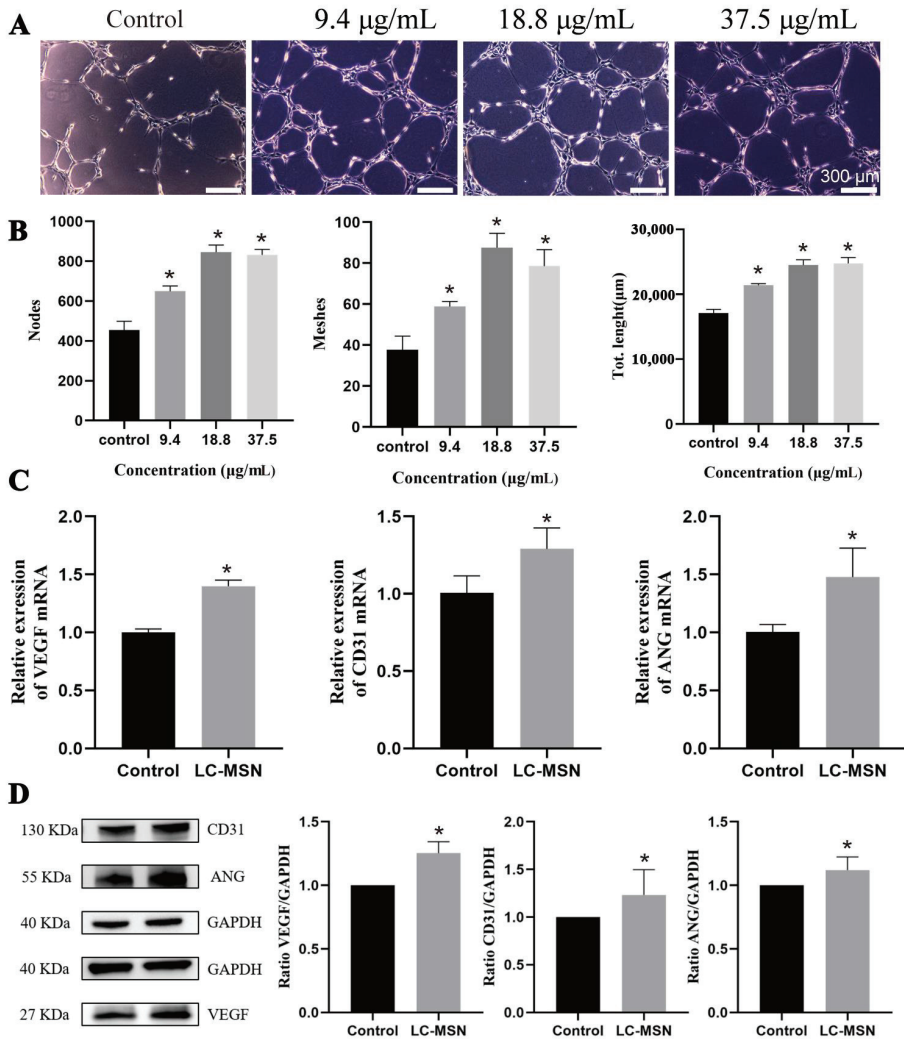 A
Control
9.4 µg/mL
18.8 µg/mL
37.5 µg/mL
300 µm
B
Nodes
1000
800
600
400
200
0
*
*
*
control
9.4
18.8
37.5
Concentration (µg/mL)
Meshes
100
80
60
40
20
0
*
*
*
control
9.4
18.8
37.5
Concentration (µg/mL)
Tot. lenght(µm)
30,000
20,000
10,000
0
*
*
*
control
9.4
18.8
37.5
Concentration (µg/mL)
C
Relative exression
of VEGF mRNA
2.0
1.5
1.0
0.5
0.0
*
Control
LC-MSN
Relative exression
of CD31 mRNA
1.5
1.0
0.5
0.0
*
Control
LC-MSN
Relative exression
of ANG mRNA
2.0
1.5
1.0
0.5
0.0
*
Control
LC-MSN
D
130 KDa
CD31
55 KDa
ANG
40 KDa
GAPDH
40 KDa
GAPDH
27 KDa
VEGF
Ratio VEGF/GAPDH
1.5
1.0
0.5
0.0
*
Control
LC-MSN
Ratio CD31/GAPDH
2.0
1.5
1.0
0.5
0.0
*
Control
LC-MSN
Ratio ANG/GAPDH
1.5
1.0
0.5
0.0
*
Control
LC-MSN